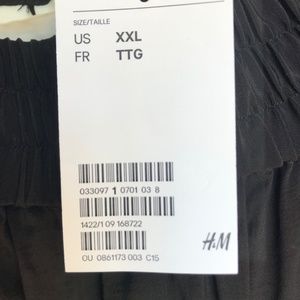 SIZE/TAILLE
US XXL
FR TTG
033097 1 0701 03 8
1422/1 09 168722
H&M
OU 0861173 003 C15